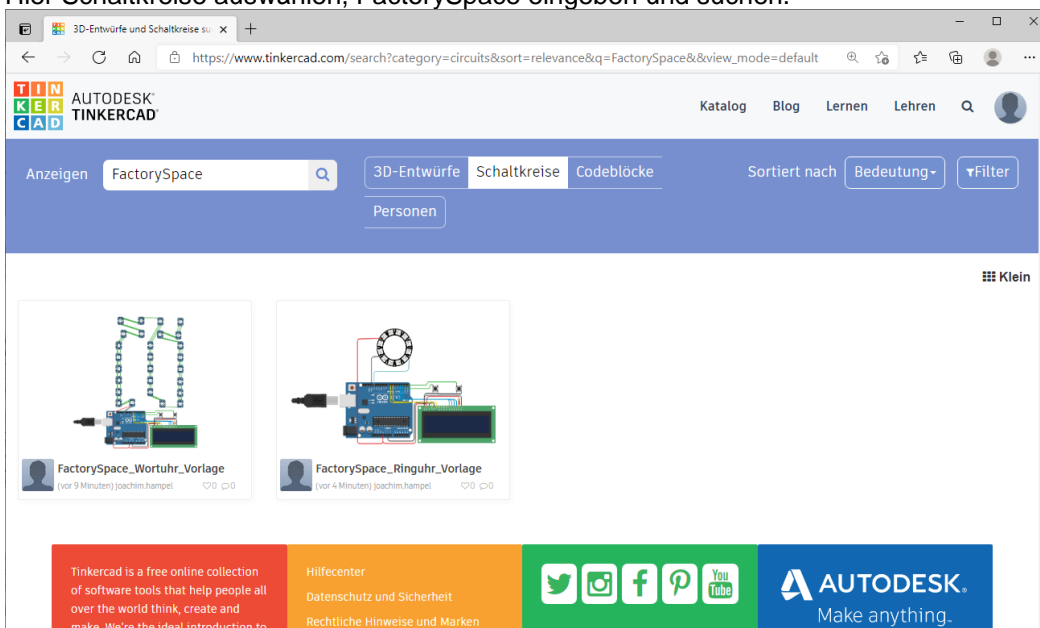 Hier Schaltkreise auswählen, FactorySpace eingeben und suchen.
3D-Entwürfe und Schaltkreise su
https://www.tinkercad.com/search?category=circuits&sort=relevance&q=FactorySpace&&view_mode=default
TIN
KER
CAD
AUTODESK®
TINKERCAD®
Katalog Blog Lernen Lehren
Anzeigen FactorySpace 3D-Entwürfe Schaltkreise Codeblöcke Sortiert nach Bedeutung Filter
Personen
Klein
FactorySpace_Wortuhr_Vorlage
(vor 9 Minuten) joachim.hampel 0 0
FactorySpace_Ringuhr_Vorlage
(vor 4 Minuten) joachim.hampel 0 0
Tinkercad is a free online collection
of software tools that help people all
over the world think, create and
make. We're the ideal introduction to
Hilfecenter
Datenschutz und Sicherheit
Rechtliche Hinweise und Marken
You
Tube
AUTODESK®
Make anything™